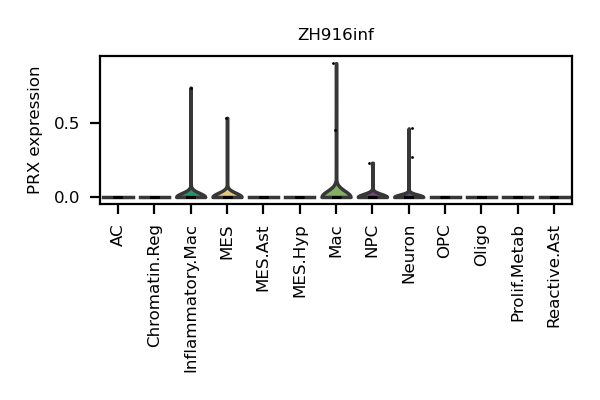 ZH916inf
PRX expression
0.5
0.0
AC
Chromatin.Reg
Inflammatory.Mac
MES
MES.Ast
MES.Hyp
Mac
NPC
Neuron
OPC
Oligo
Prolif.Metab
Reactive.Ast